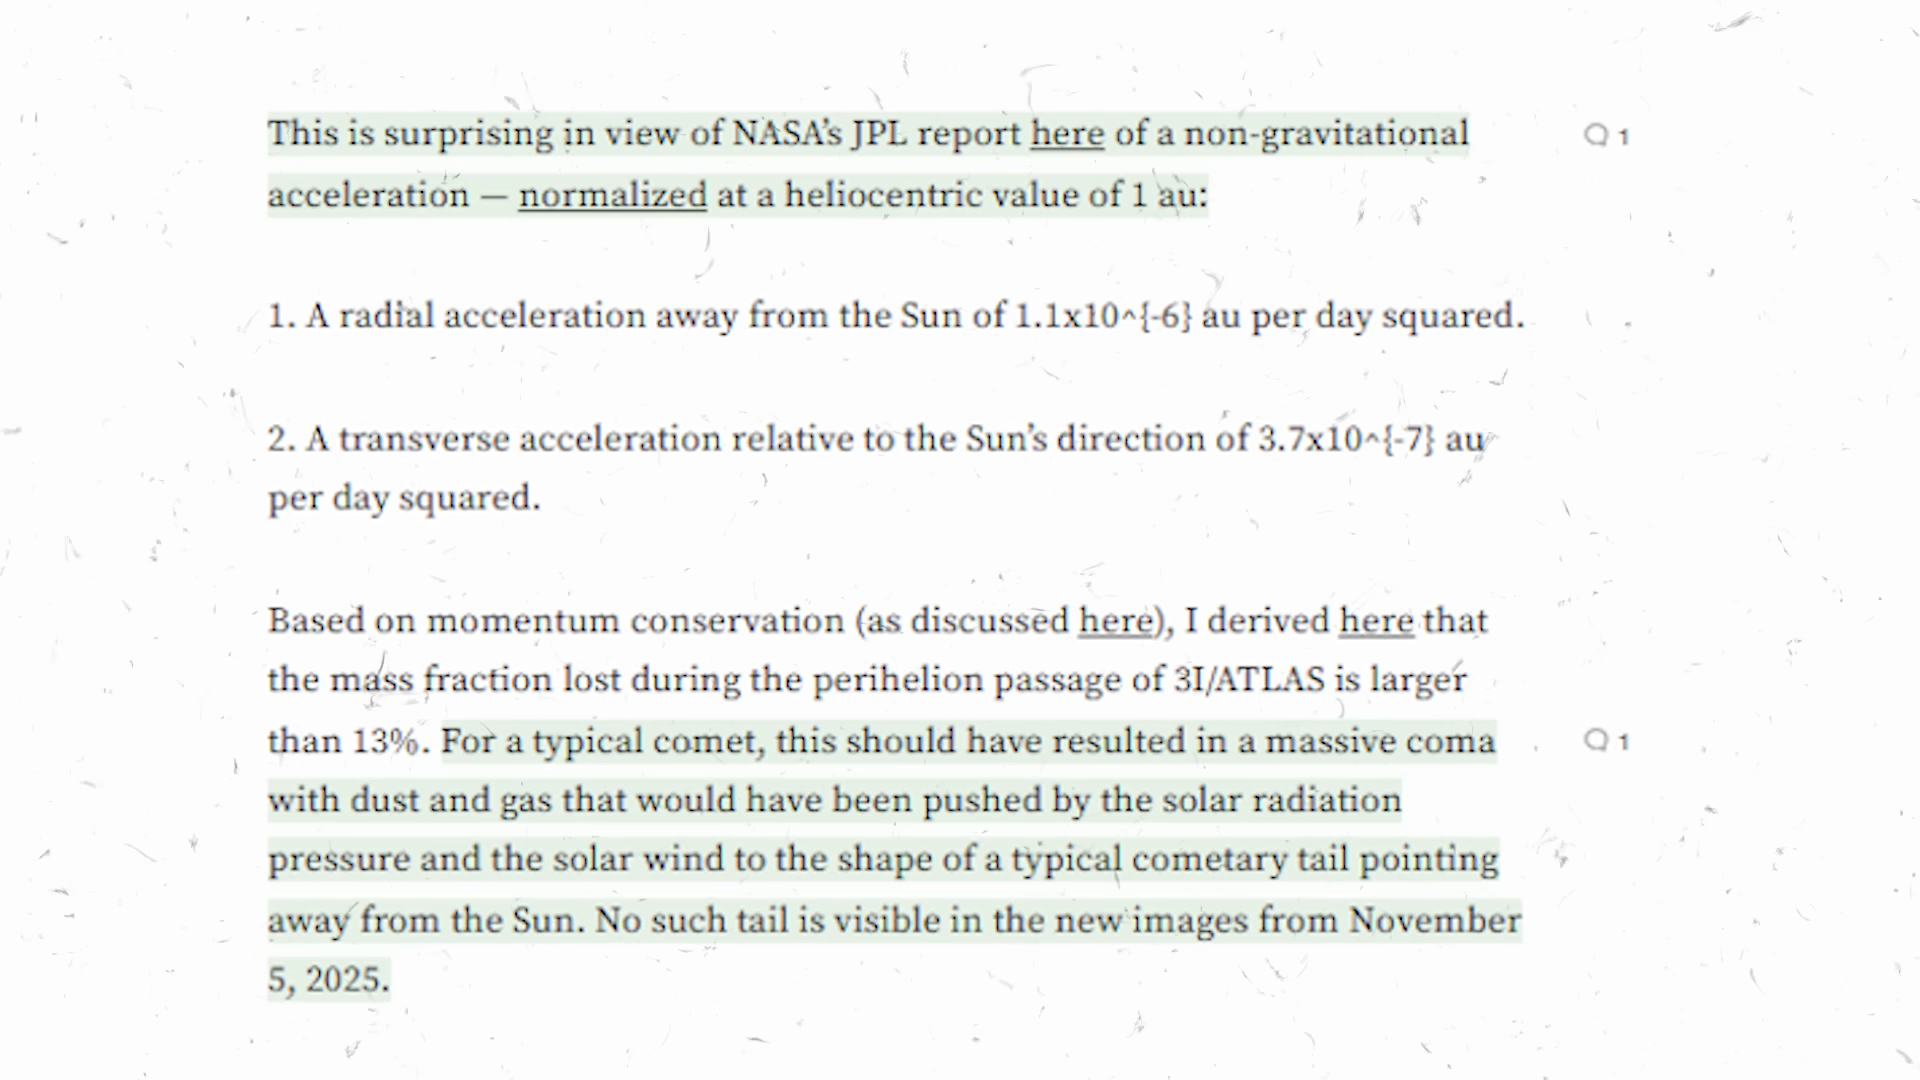 This is surprising in view of NASA’s JPL report here of a non-gravitational
1
acceleration — normalized at a heliocentric value of 1 au:
1. A radial acceleration away from the Sun of 1.1x10^{-6} au per day squared.
2. A transverse acceleration relative to the Sun’s direction of 3.7x10^{-7} au
per day squared.
Based on momentum conservation (as discussed here), I derived here that
the mass fraction lost during the perihelion passage of 3I/ATLAS is larger
than 13%. For a typical comet, this should have resulted in a massive coma
1
with dust and gas that would have been pushed by the solar radiation
pressure and the solar wind to the shape of a typical cometary tail pointing
away from the Sun. No such tail is visible in the new images from November
5, 2025.